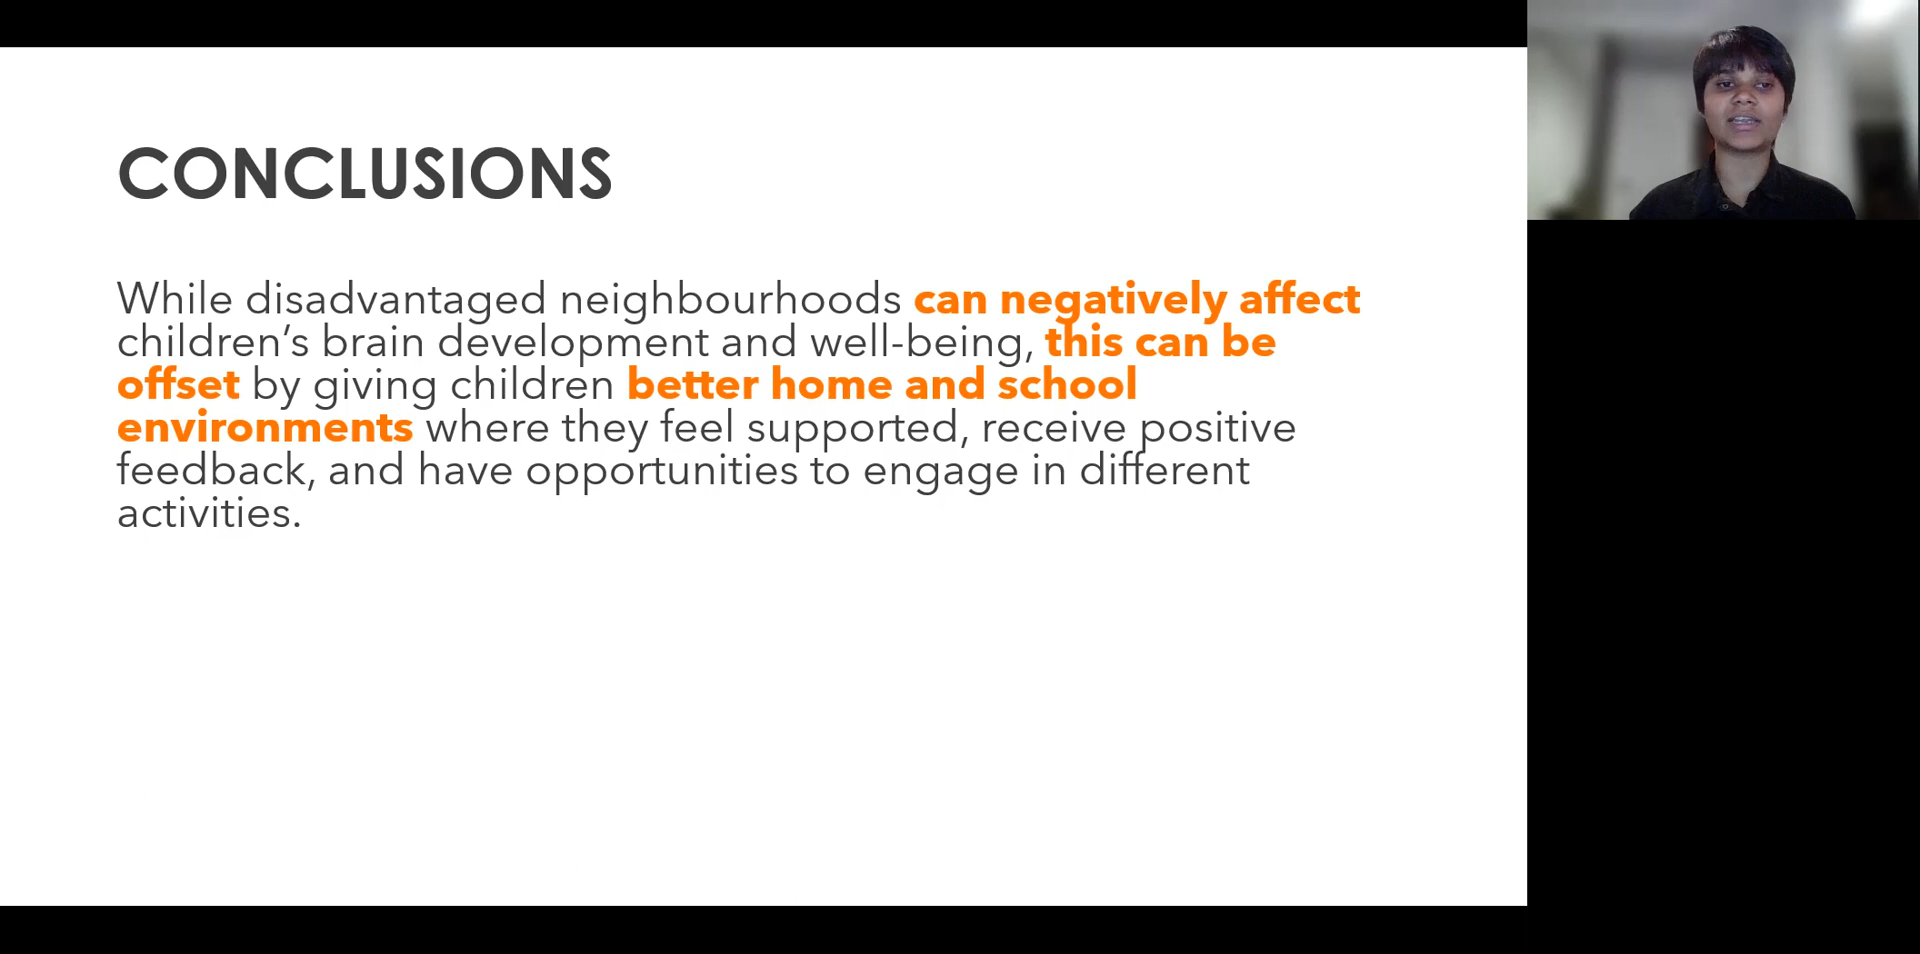 CONCLUSIONS
While disadvantaged neighbourhoods can negatively affect
children’s brain development and well-being, this can be
offset by giving children better home and school
environments where they feel supported, receive positive
feedback, and have opportunities to engage in different
activities.